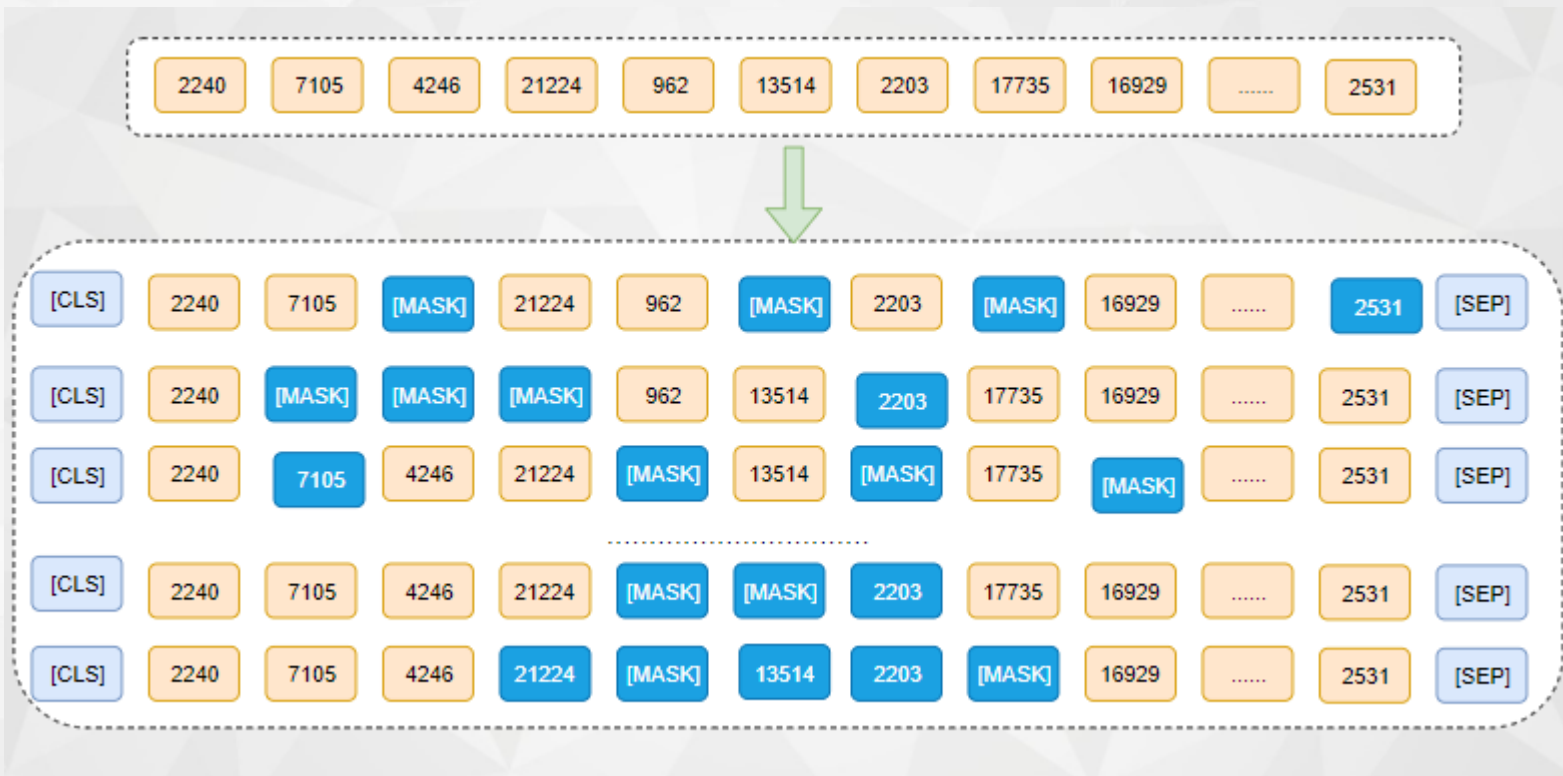 2240 7105 4246 21224 962 13514 2203 17735 16929 ...... 2531
[CLS] 2240 7105 [MASK] 21224 962 [MASK] 2203 [MASK] 16929 ...... 2531 [SEP]
[CLS] 2240 [MASK] [MASK] [MASK] 962 13514 2203 17735 16929 ...... 2531 [SEP]
[CLS] 2240 7105 4246 21224 [MASK] 13514 [MASK] 17735 [MASK] ...... 2531 [SEP]
[CLS] 2240 7105 4246 21224 [MASK] [MASK] 2203 17735 16929 ...... 2531 [SEP]
[CLS] 2240 7105 4246 21224 [MASK] 13514 2203 [MASK] 16929 ...... 2531 [SEP]